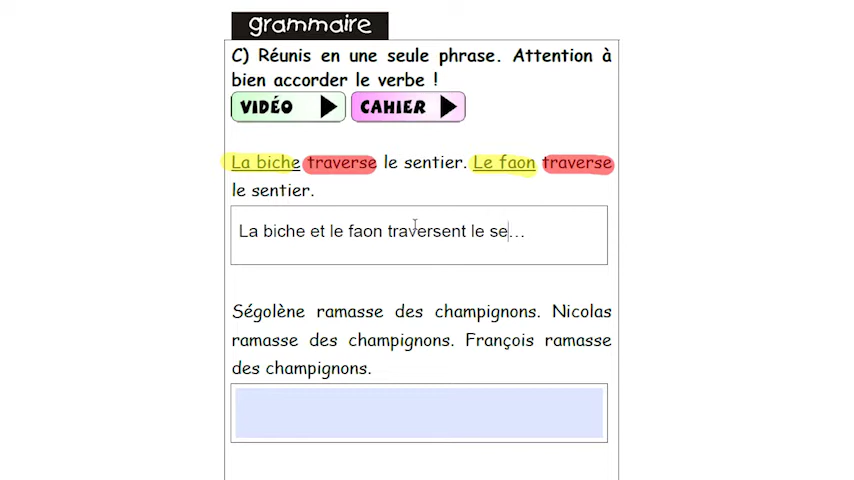 grammaire
C) Réunis en une seule phrase. Attention à
bien accorder le verbe !
VIDÉO CAHIER
La biche traverse le sentier. Le faon traverse
le sentier.
La biche et le faon traversent le se...
Ségolène ramasse des champignons. Nicolas
ramasse des champignons. François ramasse
des champignons.